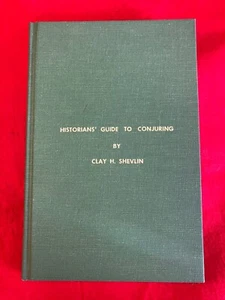 HISTORIANS' GUIDE TO CONJURING
BY
CLAY H. SHEVLIN